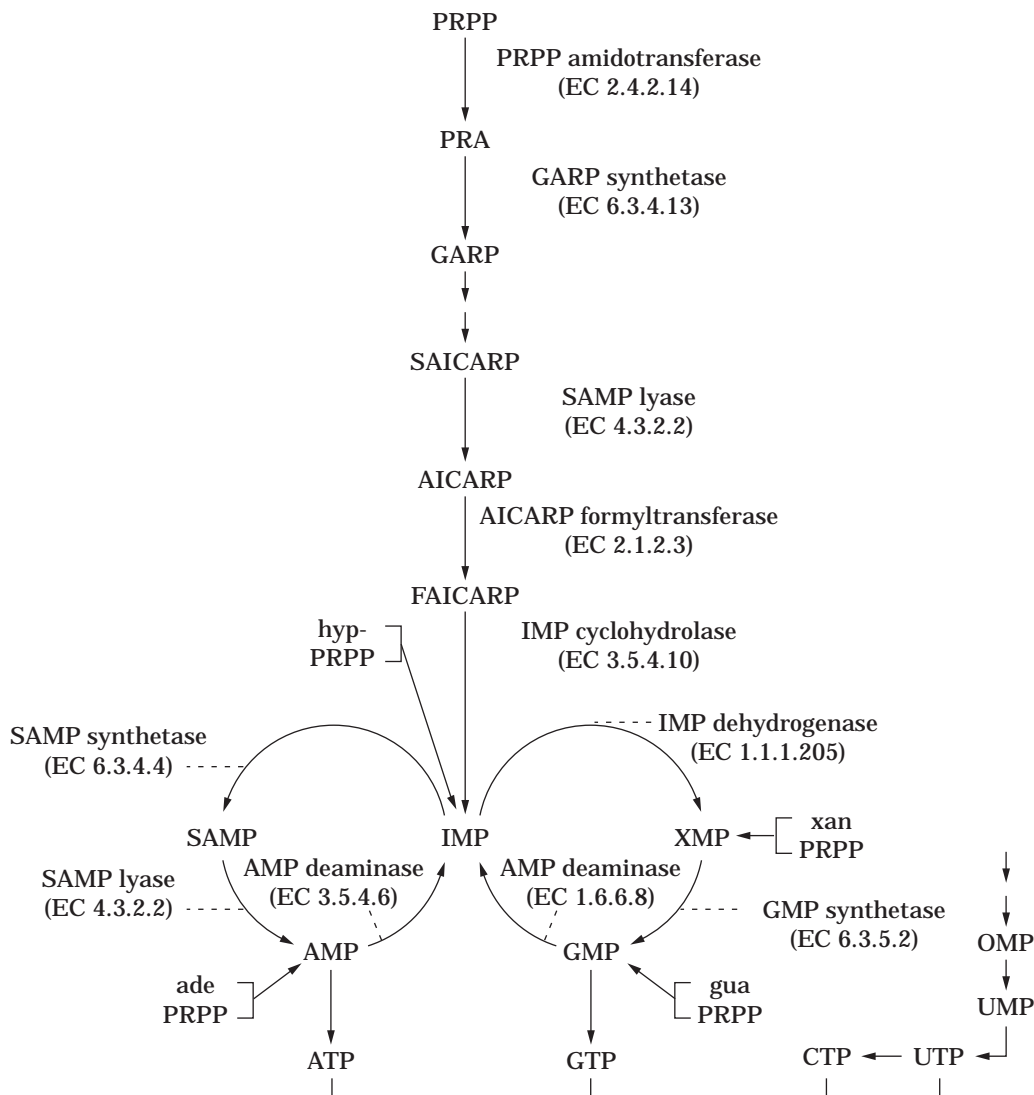 PRPP
PRPP amidotransferase
(EC 2.4.2.14)
PRA
GARP synthetase
(EC 6.3.4.13)
GARP
SAICARP
SAMP lyase
(EC 4.3.2.2)
AICARP
AICARP formyltransferase
(EC 2.1.2.3)
FAICARP
hyp-
PRPP
IMP cyclohydrolase
(EC 3.5.4.10)
SAMP synthetase
(EC 6.3.4.4)
IMP dehydrogenase
(EC 1.1.1.205)
SAMP
IMP
XMP
xan
PRPP
SAMP lyase
(EC 4.3.2.2)
AMP deaminase
(EC 3.5.4.6)
AMP deaminase
(EC 1.6.6.8)
GMP synthetase
(EC 6.3.5.2)
OMP
AMP
GMP
ade
PRPP
gua
PRPP
UMP
ATP
GTP
CTP
UTP